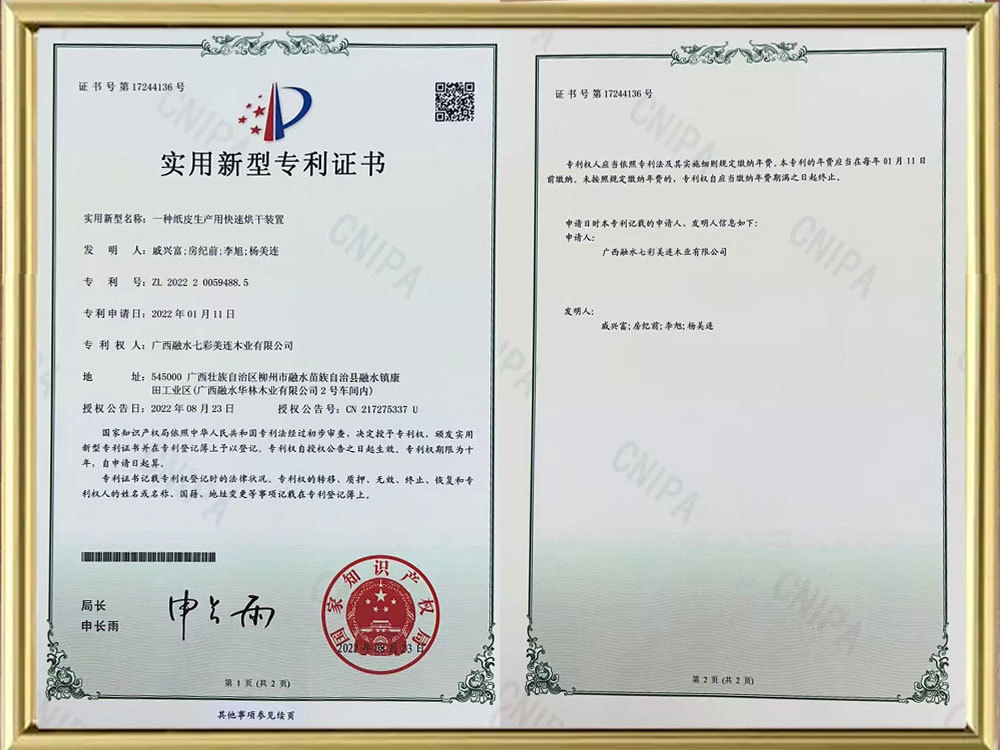 证书号第17244136号
实用新型专利证书
实用新型名称：一种纸皮生产用快速烘干装置
发明人：戚兴富;房纪前;李旭;杨美连
专利号：ZL 2022 2 0059488.5
专利申请日：2022年01月11日
专利权人：广西融水七彩美连木业有限公司
地址：545000 广西壮族自治区柳州市融水苗族自治县融水镇康
田工业区(广西融水华林木业有限公司2号车间内)
授权公告日：2022年08月23日 授权公告号：CN 217275337 U
国家知识产权局依照中华人民共和国专利法经过初步审查，决定授予专利权，颁发实用
新型专利证书并在专利登记簿上予以登记。专利权自授权公告之日起生效。专利权期限为十
年，自申请日起算。
专利证书记载专利权登记时的法律状况。专利权的转移、质押、无效、终止、恢复和专
利权人的姓名或名称、国籍、地址变更等事项记载在专利登记簿上。
局长
申长雨
申长雨
国家知识产权局
2022年08月23日
第1页(共2页)
其他事项参见续页
证书号第17244136号
专利权人应当依照专利法及其实施细则规定缴纳年费。本专利的年费应当在每年01月11日
前缴纳。未按照规定缴纳年费的，专利权自应当缴纳年费期满之日起终止。
申请日时本专利记载的申请人、发明人信息如下：
申请人：
广西融水七彩美连木业有限公司
发明人：
戚兴富;房纪前;李旭;杨美连
第2页(共2页)
CNIPA
CNIPA
CNIPA
CNIPA
CNIPA
CNIPA